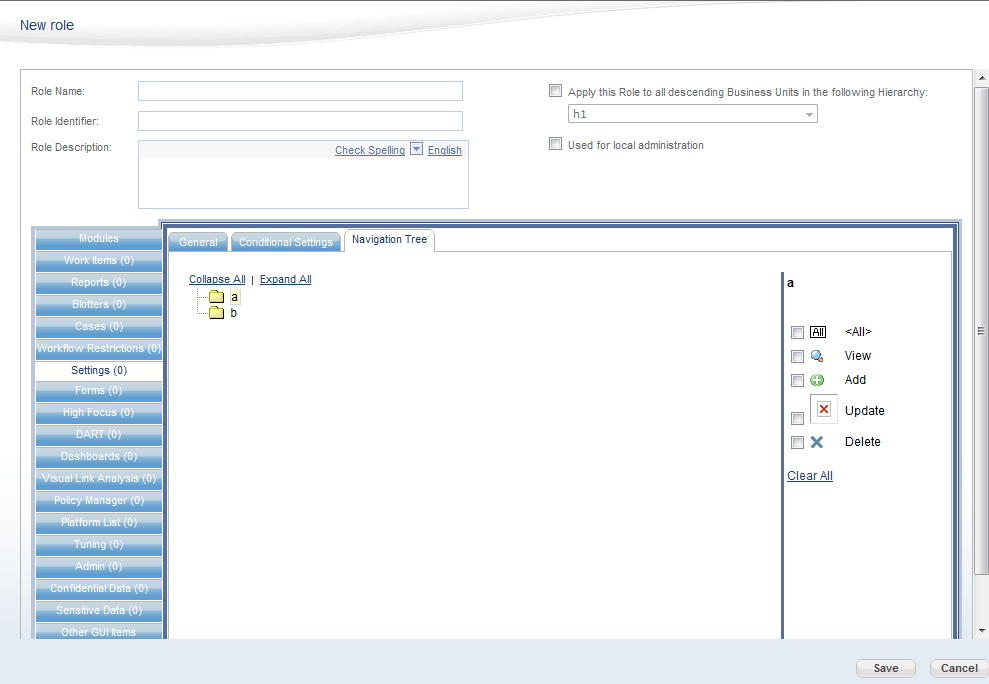 New role
Role Name:
Apply this Role to all descending Business Units in the following Hierarchy:
h1
Role Identifier:
Used for local administration
Role Description:
Check Spelling English
Modules
Work Items (0)
Reports (0)
Blotters (0)
Cases (0)
Workflow Restrictions (0)
Settings (0)
Forms (0)
High Focus (0)
DART (0)
Dashboards (0)
Visual Link Analysis (0)
Policy Manager (0)
Platform List (0)
Tuning (0)
Admin (0)
Confidential Data (0)
Sensitive Data (0)
Other GUI Items
General Conditional Settings Navigation Tree
Collapse All | Expand All
a
b
a
All <All>
View
Add
Update
Delete
Clear All
Save Cancel